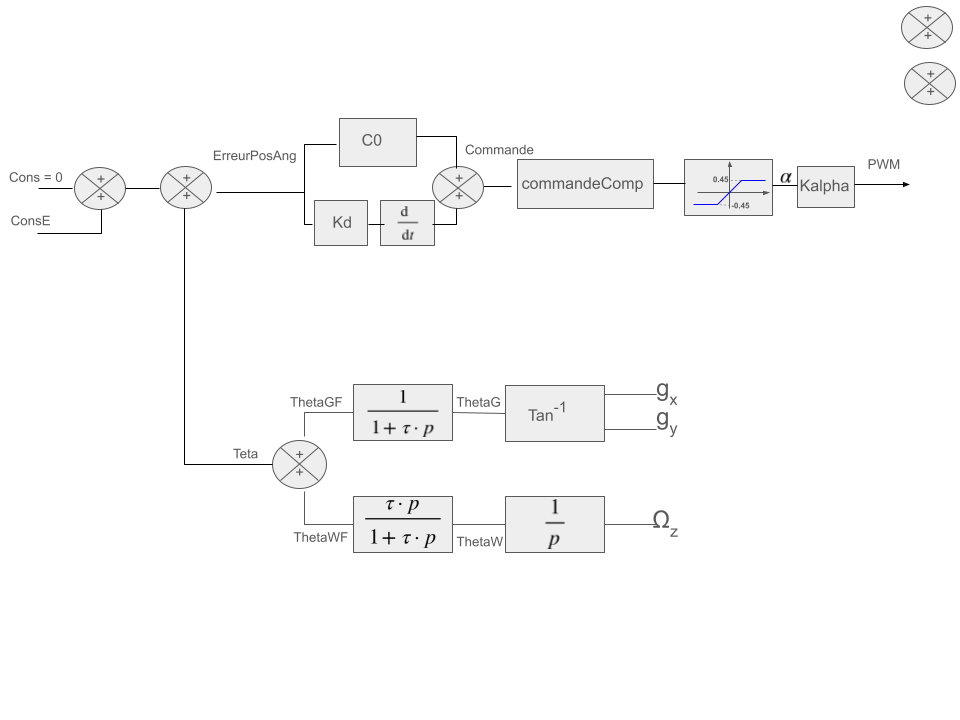 +
+
+
+
C0
ErreurPosAng
Commande
PWM
Cons = 0
+
+
+
+
+
+
commandeComp
0.45
-0.45
α
Kalpha
ConsE
Kd
d
dt
ThetaGF
1
1 + τ · p
ThetaG
Tan-1
gx
gy
Teta
+
+
ThetaWF
τ · p
1 + τ · p
ThetaW
1
p
Ωz